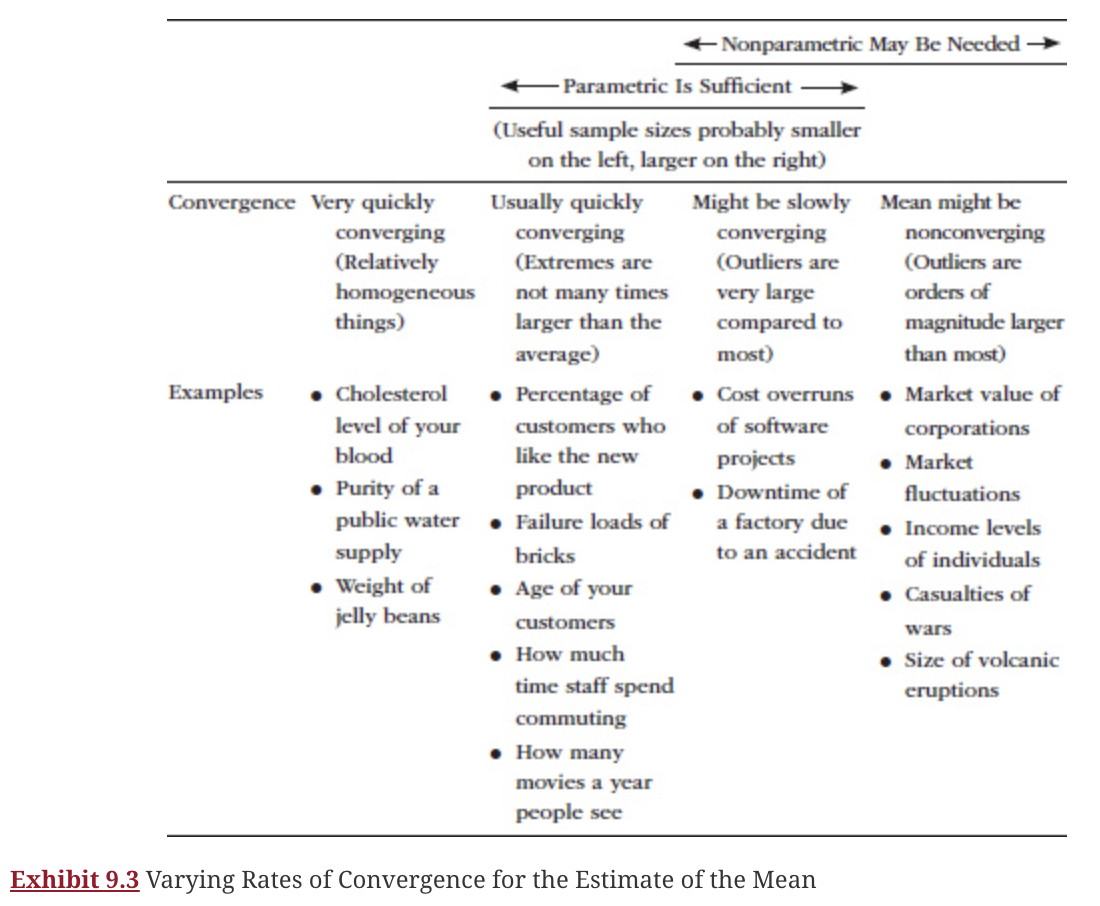 Nonparametric May Be Needed
Parametric Is Sufficient
(Useful sample sizes probably smaller
on the left, larger on the right)
Convergence
Very quickly
converging
(Relatively
homogeneous
things)
Usually quickly
converging
(Extremes are
not many times
larger than the
average)
Might be slowly
converging
(Outliers are
very large
compared to
most)
Mean might be
nonconverging
(Outliers are
orders of
magnitude larger
than most)
Examples
• Cholesterol
level of your
blood
• Purity of a
public water
supply
• Weight of
jelly beans
• Percentage of
customers who
like the new
product
• Failure loads of
bricks
• Age of your
customers
• How much
time staff spend
commuting
• How many
movies a year
people see
• Cost overruns
of software
projects
• Downtime of
a factory due
to an accident
• Market value of
corporations
• Market
fluctuations
• Income levels
of individuals
• Casualties of
wars
• Size of volcanic
eruptions
Exhibit 9.3 Varying Rates of Convergence for the Estimate of the Mean